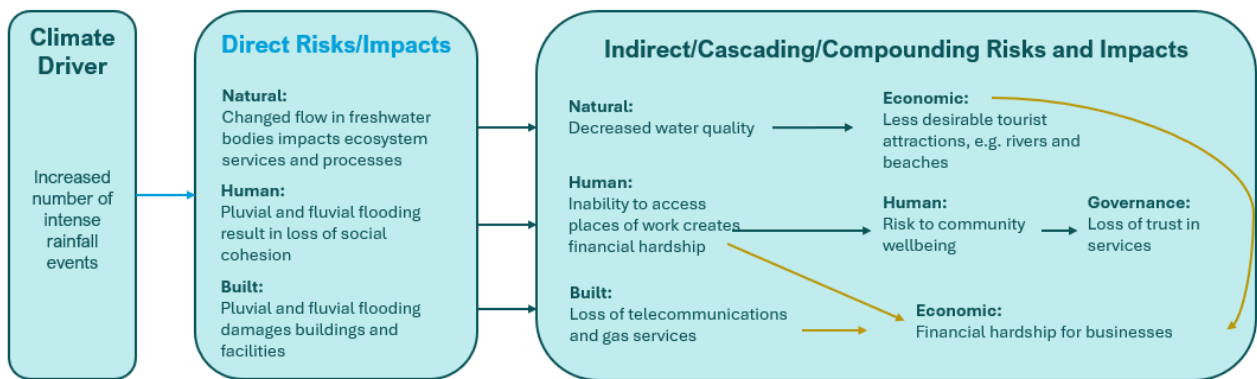 Climate
Driver
Increased
number of
intense
rainfall
events
Direct Risks/Impacts
Natural:
Changed flow in freshwater
bodies impacts ecosystem
services and processes
Human:
Pluvial and fluvial flooding
result in loss of social
cohesion
Built:
Pluvial and fluvial flooding
damages buildings and
facilities
Indirect/Cascading/Compounding Risks and Impacts
Natural:
Decreased water quality
Economic:
Less desirable tourist
attractions, e.g. rivers and
beaches
Human:
Inability to access
places of work creates
financial hardship
Human:
Risk to community
wellbeing
Governance:
Loss of trust in
services
Built:
Loss of telecommunications
and gas services
Economic:
Financial hardship for businesses